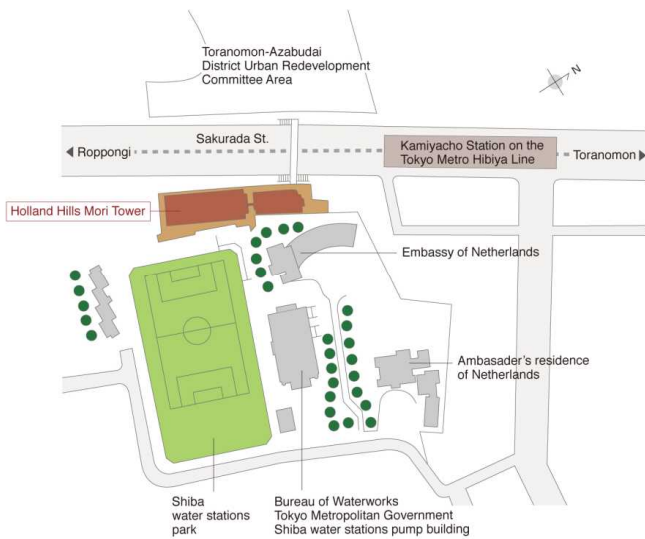 Toranomon-Azabudai
District Urban Redevelopment
Committee Area
N
Sakurada St.
Roppongi
Kamiyacho Station on the
Tokyo Metro Hibiya Line
Toranomon
Holland Hills Mori Tower
Embassy of Netherlands
Ambasader's residence
of Netherlands
Shiba
water stations
park
Bureau of Waterworks
Tokyo Metropolitan Government
Shiba water stations pump building